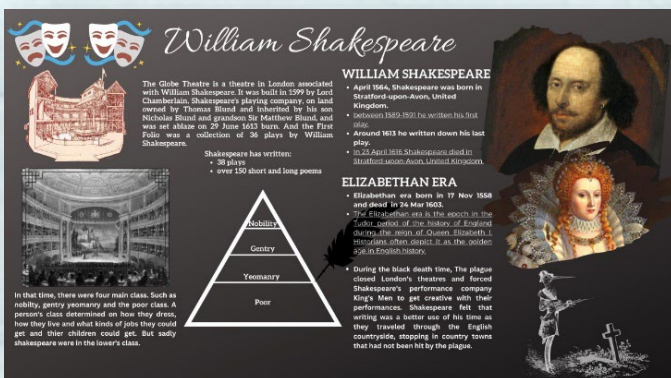 William Shakespeare
The Globe Theatre is a theatre in London associated
with William Shakespeare. It was built in 1599 by Lord
Chamberlain, Shakespeare's playing company, on land
owned by Thomas Blund and inherited by his son
Nicholas Blund and grandson Sir Matthew Blund, and
was set ablaze on 29 June 1613 burn. And the First
Folio was a collection of 36 plays by William
Shakespeare.
Shakespeare has written:
• 38 plays
• over 150 short and long poems
Nobility
Gentry
Yeomanry
Poor
In that time, there were four main class. Such as
nobilty, gentry yeomanry and the poor class. A
person's class determined on how they dress,
how they live and what kinds of jobs they could
get and thier children could get. But sadly
shakespeare were in the lower's class.
WILLIAM SHAKESPEARE
• April 1564, Shakespeare was born in
Stratford-upon-Avon, United
Kingdom.
• between 1589-1591 he written his first
play.
• Around 1613 he written down his last
play.
• In 23 April 1616 Shakespeare died in
Stratford-upon-Avon, United Kingdom.
ELIZABETHAN ERA
• Elizabethan era born in 17 Nov 1558
and dead in 24 Mar 1603.
• The Elizabethan era is the epoch in the
Tudor period of the history of England
during the reign of Queen Elizabeth I.
Historians often depict it as the golden
age in English history.
• During the black death time, The plague
closed London's theatres and forced
Shakespeare's performance company
King's Men to get creative with their
performances. Shakespeare felt that
writing was a better use of his time as
they traveled through the English
countryside, stopping in country towns
that had not been hit by the plague.